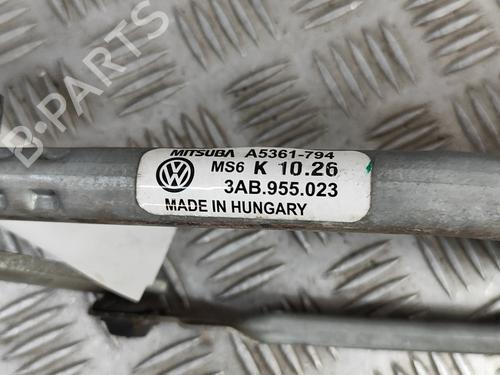 B-Parts
MITSUBA A5361-794
MS6 K 10.26
3AB.955.023
MADE IN HUNGARY